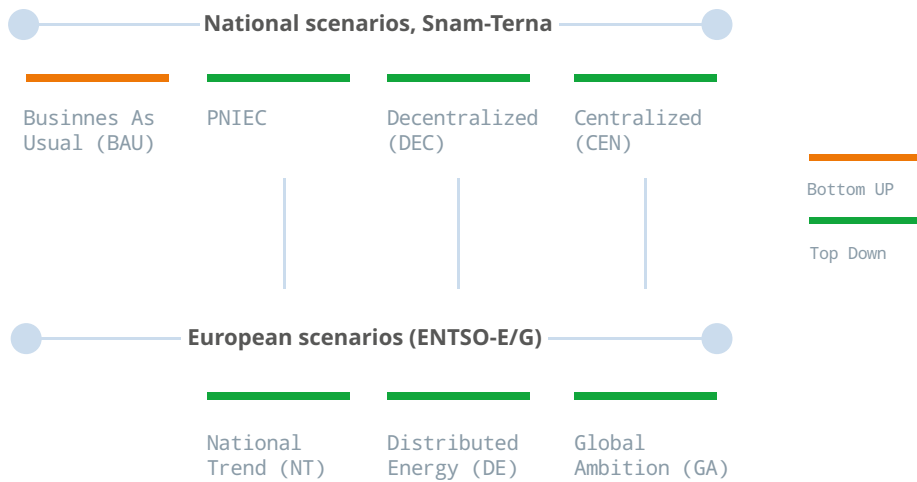 National scenarios, Snam-Terna
Businnes As
Usual (BAU)
PNIEC
Decentralized
(DEC)
Centralized
(CEN)
Bottom UP
Top Down
European scenarios (ENTSO-E/G)
National
Trend (NT)
Distributed
Energy (DE)
Global
Ambition (GA)